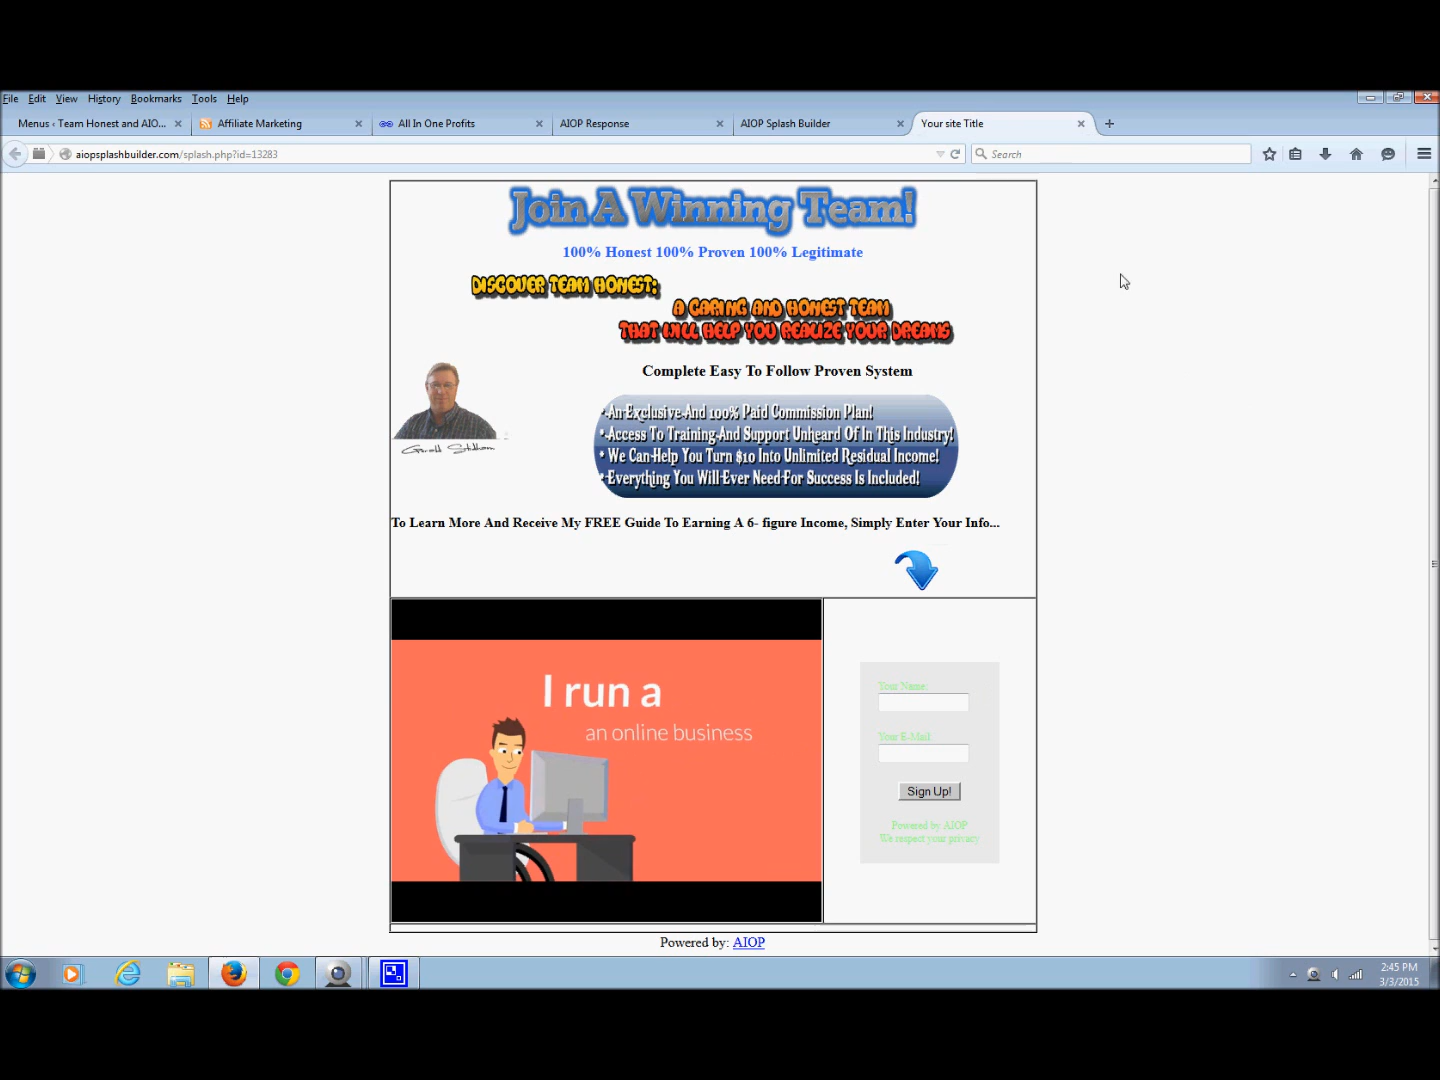 File Edit View History Bookmarks Tools Help
Menus ‹ Team Honest and AIO... Affiliate Marketing All In One Profits AIOP Response AIOP Splash Builder Your site Title
aiopsplashbuilder.com/splash.php?id=13283 Search
Join A Winning Team!
100% Honest 100% Proven 100% Legitimate
DISCOVER TEAM HONEST:
A CARING AND HONEST TEAM
THAT WILL HELP YOU REALIZE YOUR DREAMS
Complete Easy To Follow Proven System
• An Exclusive And 100% Paid Commission Plan!
• Access To Training And Support Unheard Of In This Industry!
• We Can Help You Turn $10 Into Unlimited Residual Income!
• Everything You Will Ever Need For Success Is Included!
To Learn More And Receive My FREE Guide To Earning A 6- figure Income, Simply Enter Your Info...
I run a
an online business
Your Name:
Your E-Mail:
Sign Up!
Powered by AIOP
We respect your privacy
Powered by: AIOP
2:45 PM
3/3/2015